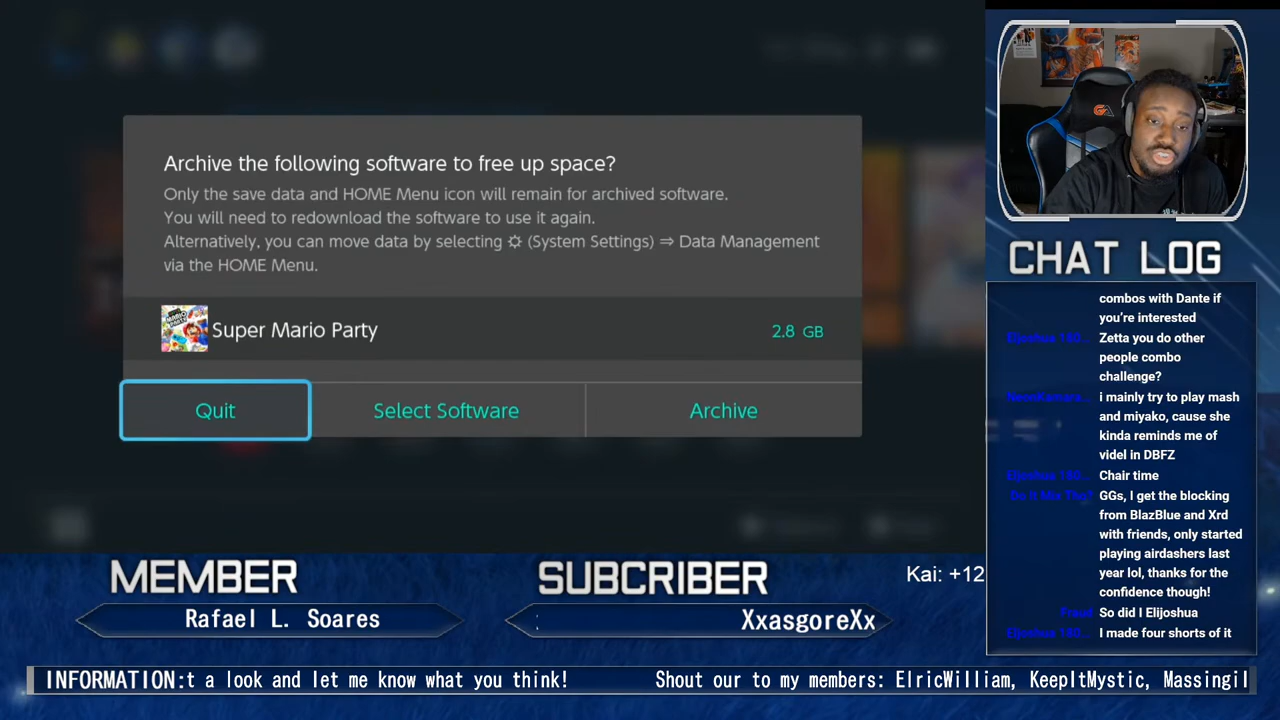 Archive the following software to free up space?
Only the save data and HOME Menu icon will remain for archived software.
You will need to redownload the software to use it again.
Alternatively, you can move data by selecting (System Settings) ⇒ Data Management
via the HOME Menu.
Super Mario Party 2.8 GB
Quit Select Software Archive
CHAT LOG
combos with Dante if
you're interested
Zetta you do other
people combo
challenge?
i mainly try to play mash
and miyako, cause she
kinda reminds me of
videl in DBFZ
Chair time
GGs, I get the blocking
from BlazBlue and Xrd
with friends, only started
playing airdashers last
year lol, thanks for the
confidence though!
So did I Elijoshua
I made four shorts of it
MEMBER
Rafael L. Soares
SUBCRIBER
XxasgoreXx
Kai: +12
INFORMATION:t a look and let me know what you think! Shout our to my members: ElricWilliam, KeepItMystic, Massingil